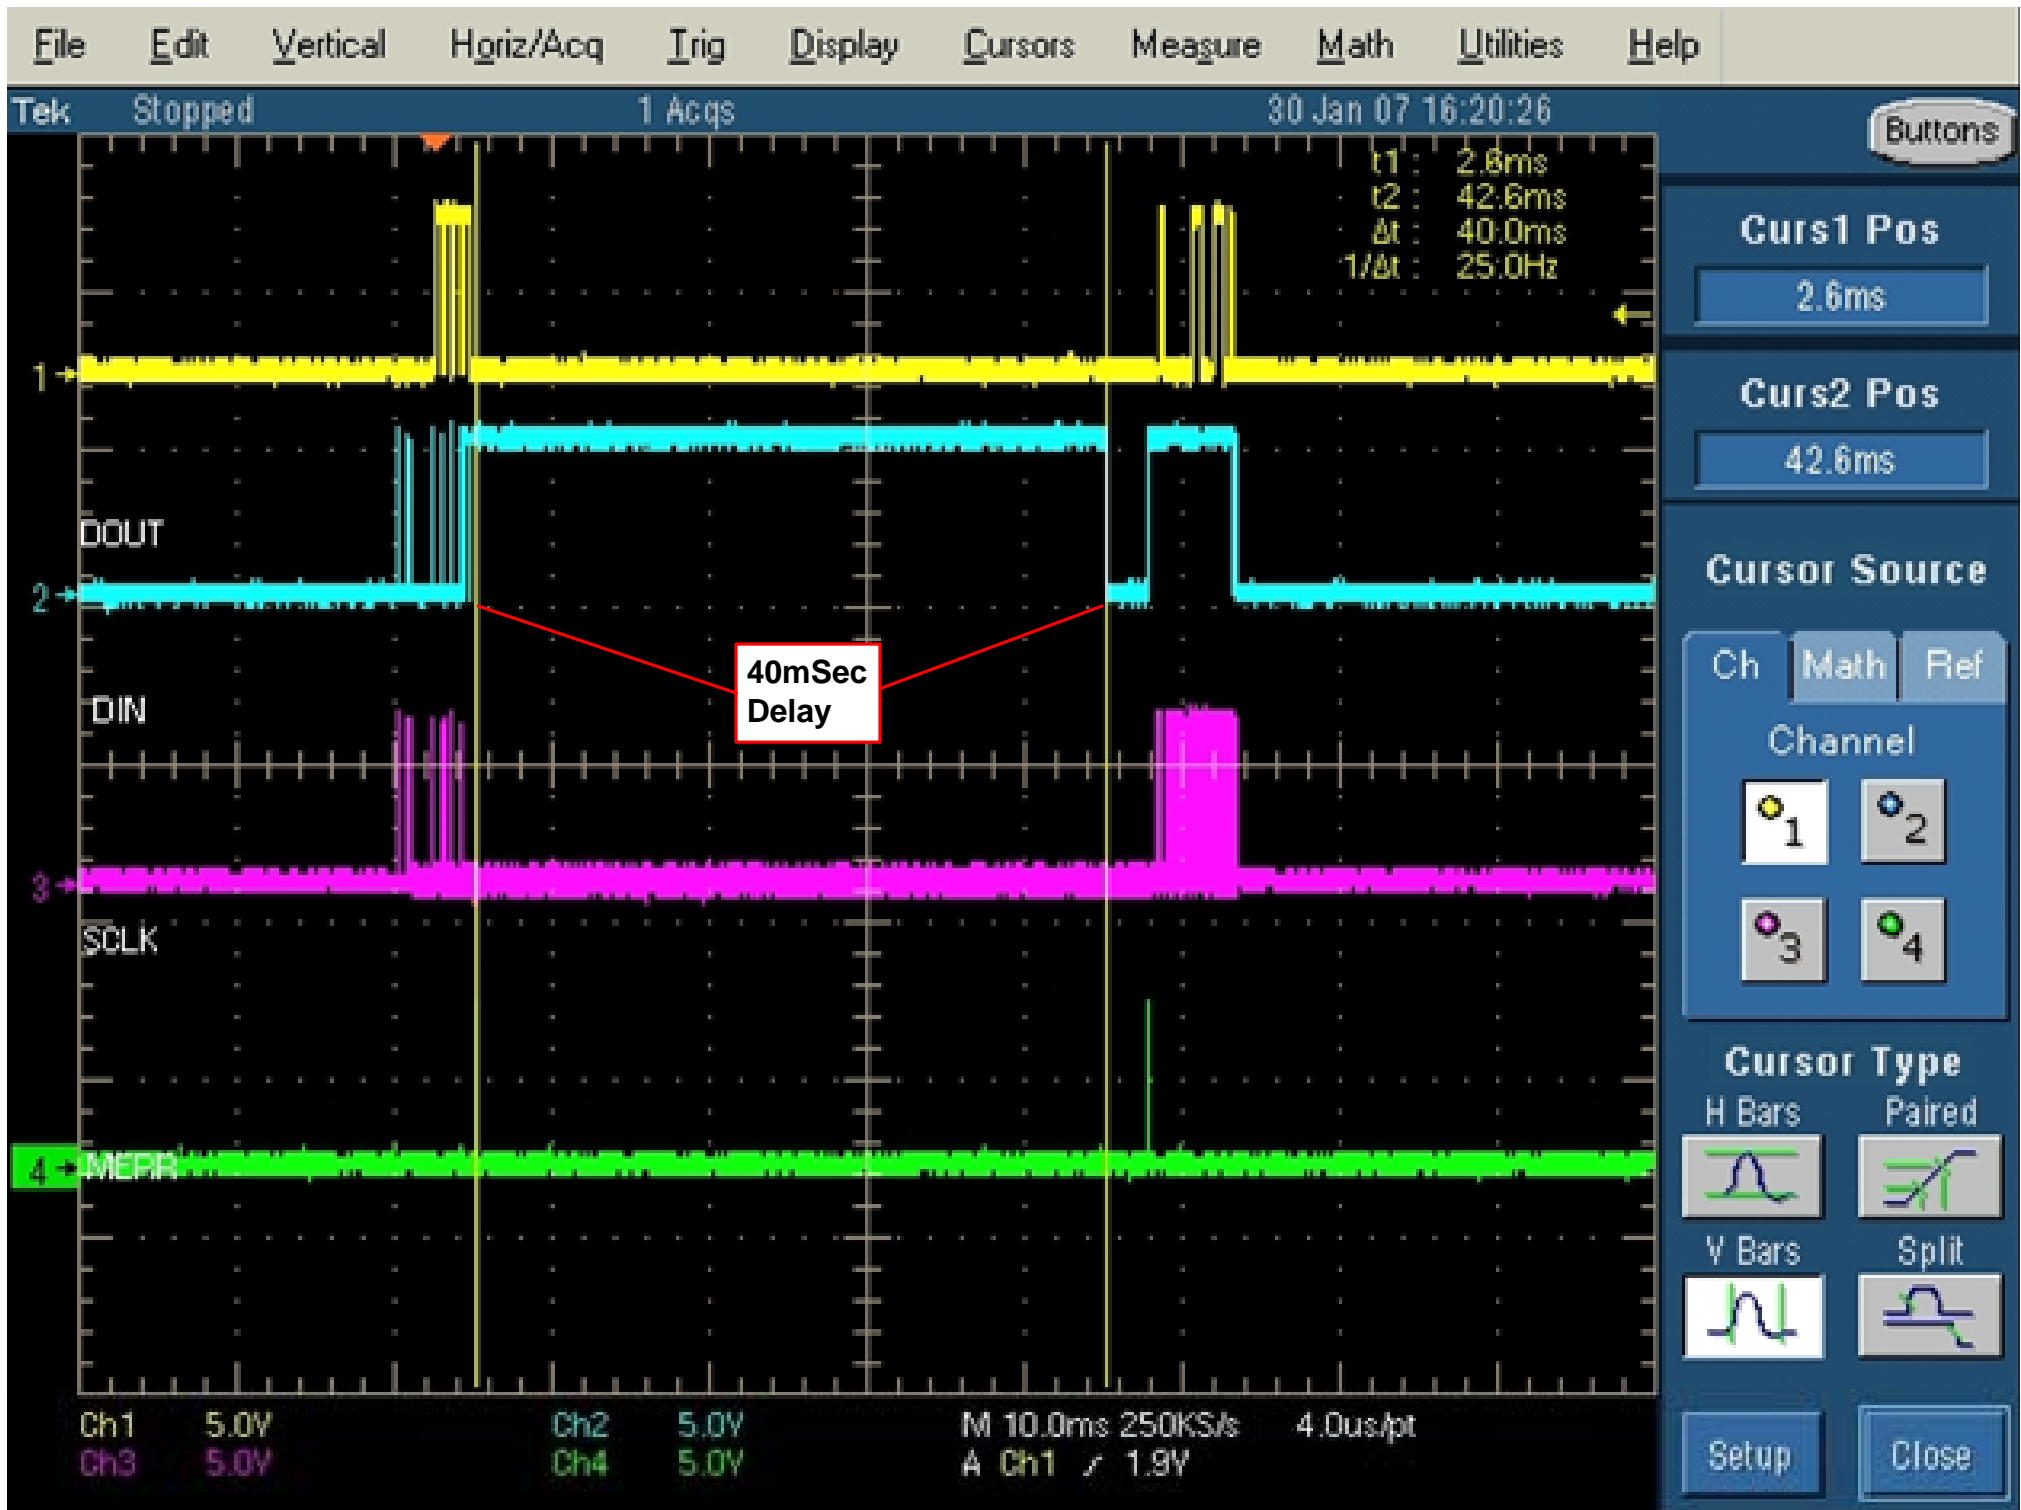 File Edit Vertical Horiz/Acq Trig Display Cursors Measure Math Utilities Help
Tek Stopped 1 Acqs 30 Jan 07 16:20:26
Buttons
t1 : 2.6ms
t2 : 42.6ms
Δt : 40.0ms
1/Δt : 25.0Hz
Curs1 Pos
2.6ms
Curs2 Pos
42.6ms
Cursor Source
Ch Math Ref
Channel
1 2
3 4
Cursor Type
H Bars Paired
V Bars Split
Setup Close
1
DOUT
2
40mSec
Delay
DIN
3
SCLK
4 MERR
Ch1 5.0V Ch2 5.0V M 10.0ms 250KS/s 4.0us/pt
Ch3 5.0V Ch4 5.0V A Ch1 / 1.9V